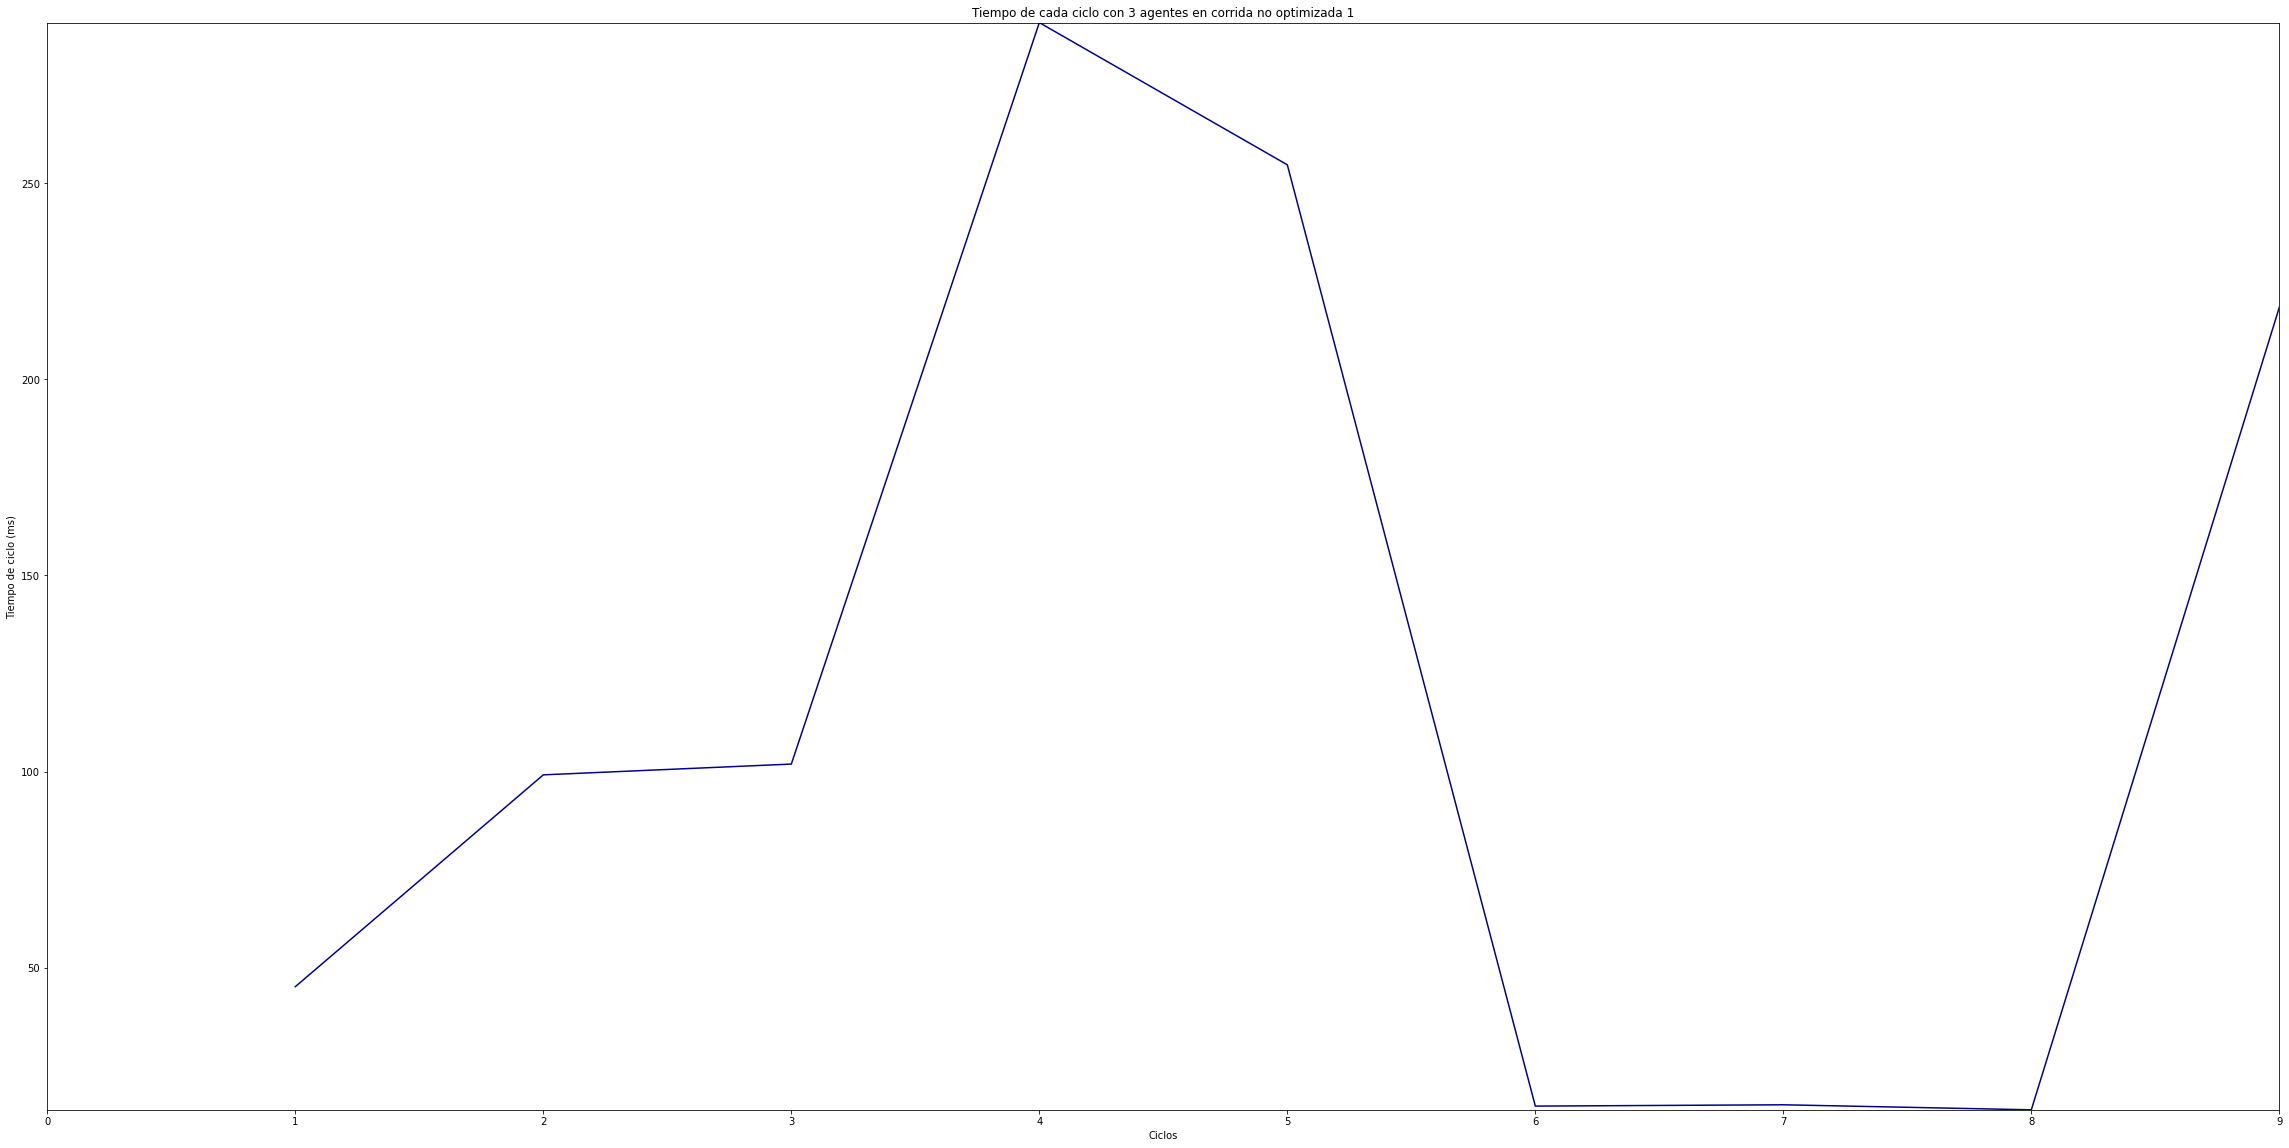 Tiempo de cada ciclo con 3 agentes en corrida no optimizada 1
250
200
150
100
50
Tiempo de ciclo (ms)
0 1 2 3 4 5 6 7 8 9
Ciclos